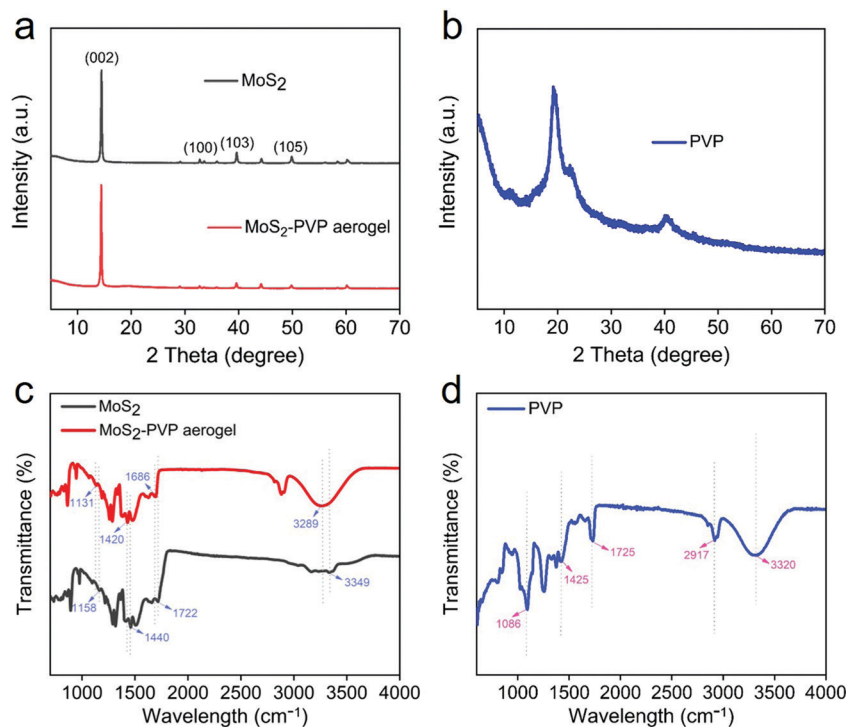 a
Intensity (a.u.)
(002)
MoS₂
(100)
(103)
(105)
MoS₂-PVP aerogel
10 20 30 40 50 60 70
2 Theta (degree)
b
Intensity (a.u.)
PVP
10 20 30 40 50 60 70
2 Theta (degree)
c
Transmittance (%)
MoS₂
MoS₂-PVP aerogel
1131
1420
1686
3289
1158
1440
1722
3349
1000 1500 2000 2500 3000 3500 4000
Wavelength (cm⁻¹)
d
Transmittance (%)
PVP
1086
1425
1725
2917
3320
1000 1500 2000 2500 3000 3500 4000
Wavelength (cm⁻¹)